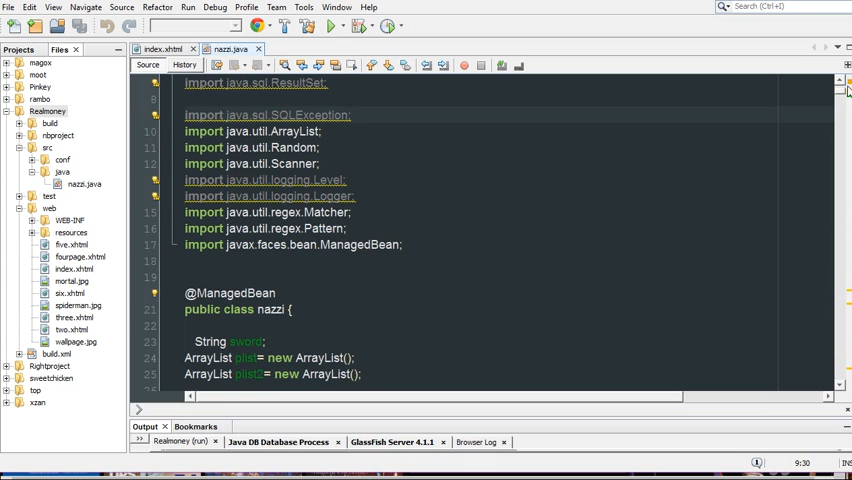 File Edit View Navigate Source Refactor Run Debug Profile Team Tools Window Help
Search (Ctrl+I)
Projects Files
index.xhtml nazzi.java
Source History
magox
moot
Pinkey
rambo
Realmoney
build
nbproject
src
conf
java
nazzi.java
test
web
WEB-INF
resources
five.xhtml
fourpage.xhtml
index.xhtml
mortal.jpg
six.xhtml
spiderman.jpg
three.xhtml
two.xhtml
wallpage.jpg
build.xml
Rightproject
sweetchicken
top
xzan
import java.sql.ResultSet;
8
import java.sql.SQLException;
10 import java.util.ArrayList;
11 import java.util.Random;
12 import java.util.Scanner;
import java.util.logging.Level;
import java.util.logging.Logger;
15 import java.util.regex.Matcher;
16 import java.util.regex.Pattern;
17 import javax.faces.bean.ManagedBean;
18
19
@ManagedBean
21 public class nazzi {
22
23 String sword;
24 ArrayList plist= new ArrayList();
25 ArrayList plist2= new ArrayList();
26
Output Bookmarks
Realmoney (run) Java DB Database Process GlassFish Server 4.1.1 Browser Log
1 9:30 INS